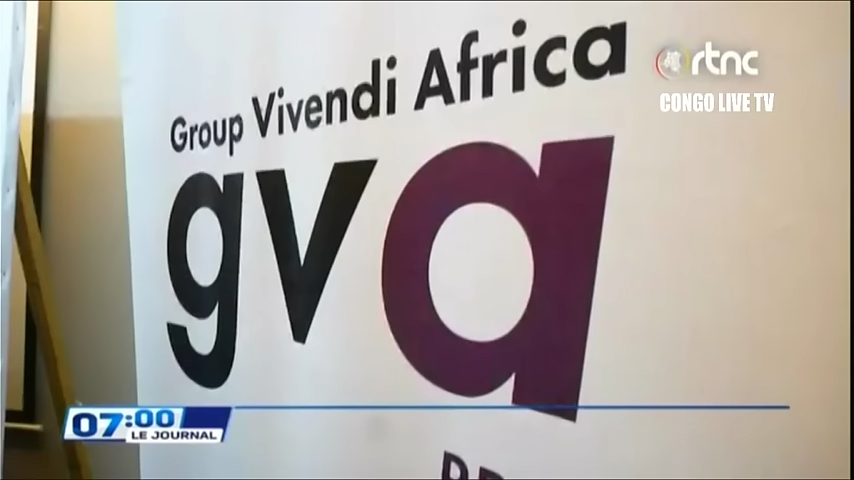 Group Vivendi Africa
gva
rtnc
CONGO LIVE TV
07:00
LE JOURNAL